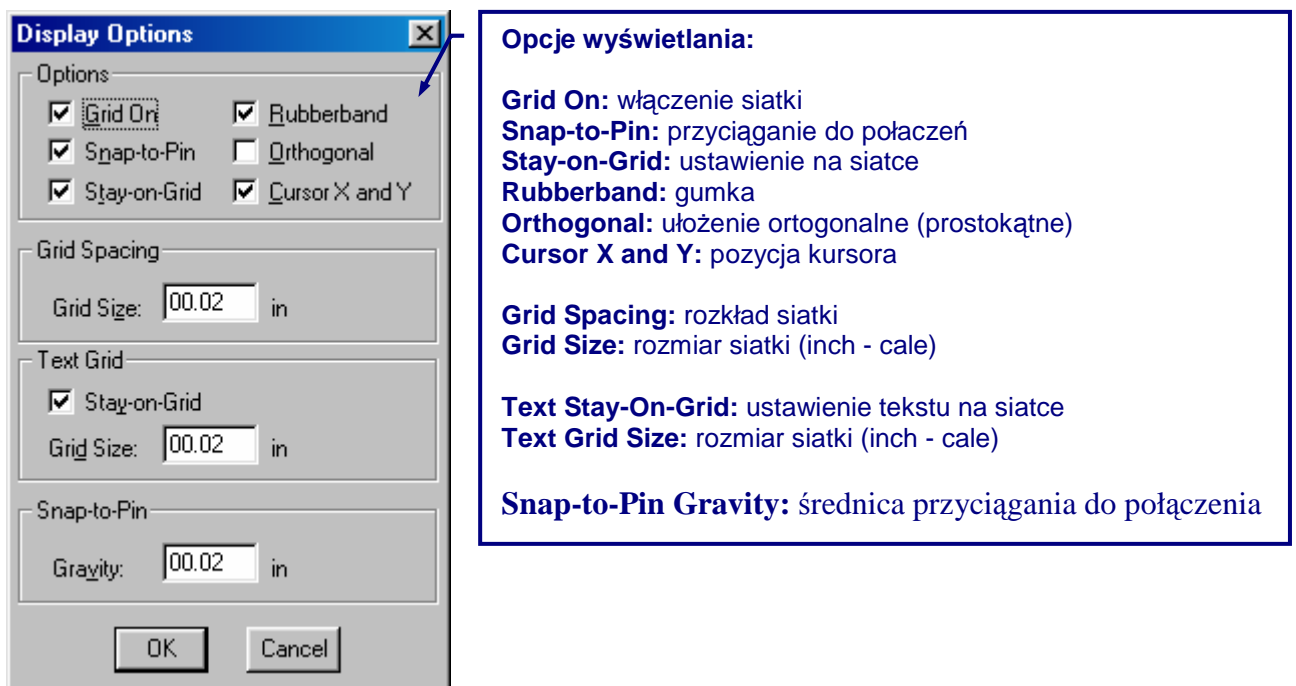 Display Options
Options
Grid On
Rubberband
Snap-to-Pin
Orthogonal
Stay-on-Grid
Cursor X and Y
Grid Spacing
Grid Size: 00.02 in
Text Grid
Stay-on-Grid
Grid Size: 00.02 in
Snap-to-Pin
Gravity: 00.02 in
OK
Cancel
Opcje wyświetlania:
Grid On: włączenie siatki
Snap-to-Pin: przyciąganie do połaczeń
Stay-on-Grid: ustawienie na siatce
Rubberband: gumka
Orthogonal: ułożenie ortogonalne (prostokątne)
Cursor X and Y: pozycja kursora
Grid Spacing: rozkład siatki
Grid Size: rozmiar siatki (inch - cale)
Text Stay-On-Grid: ustawienie tekstu na siatce
Text Grid Size: rozmiar siatki (inch - cale)
Snap-to-Pin Gravity: średnica przyciągania do połączenia